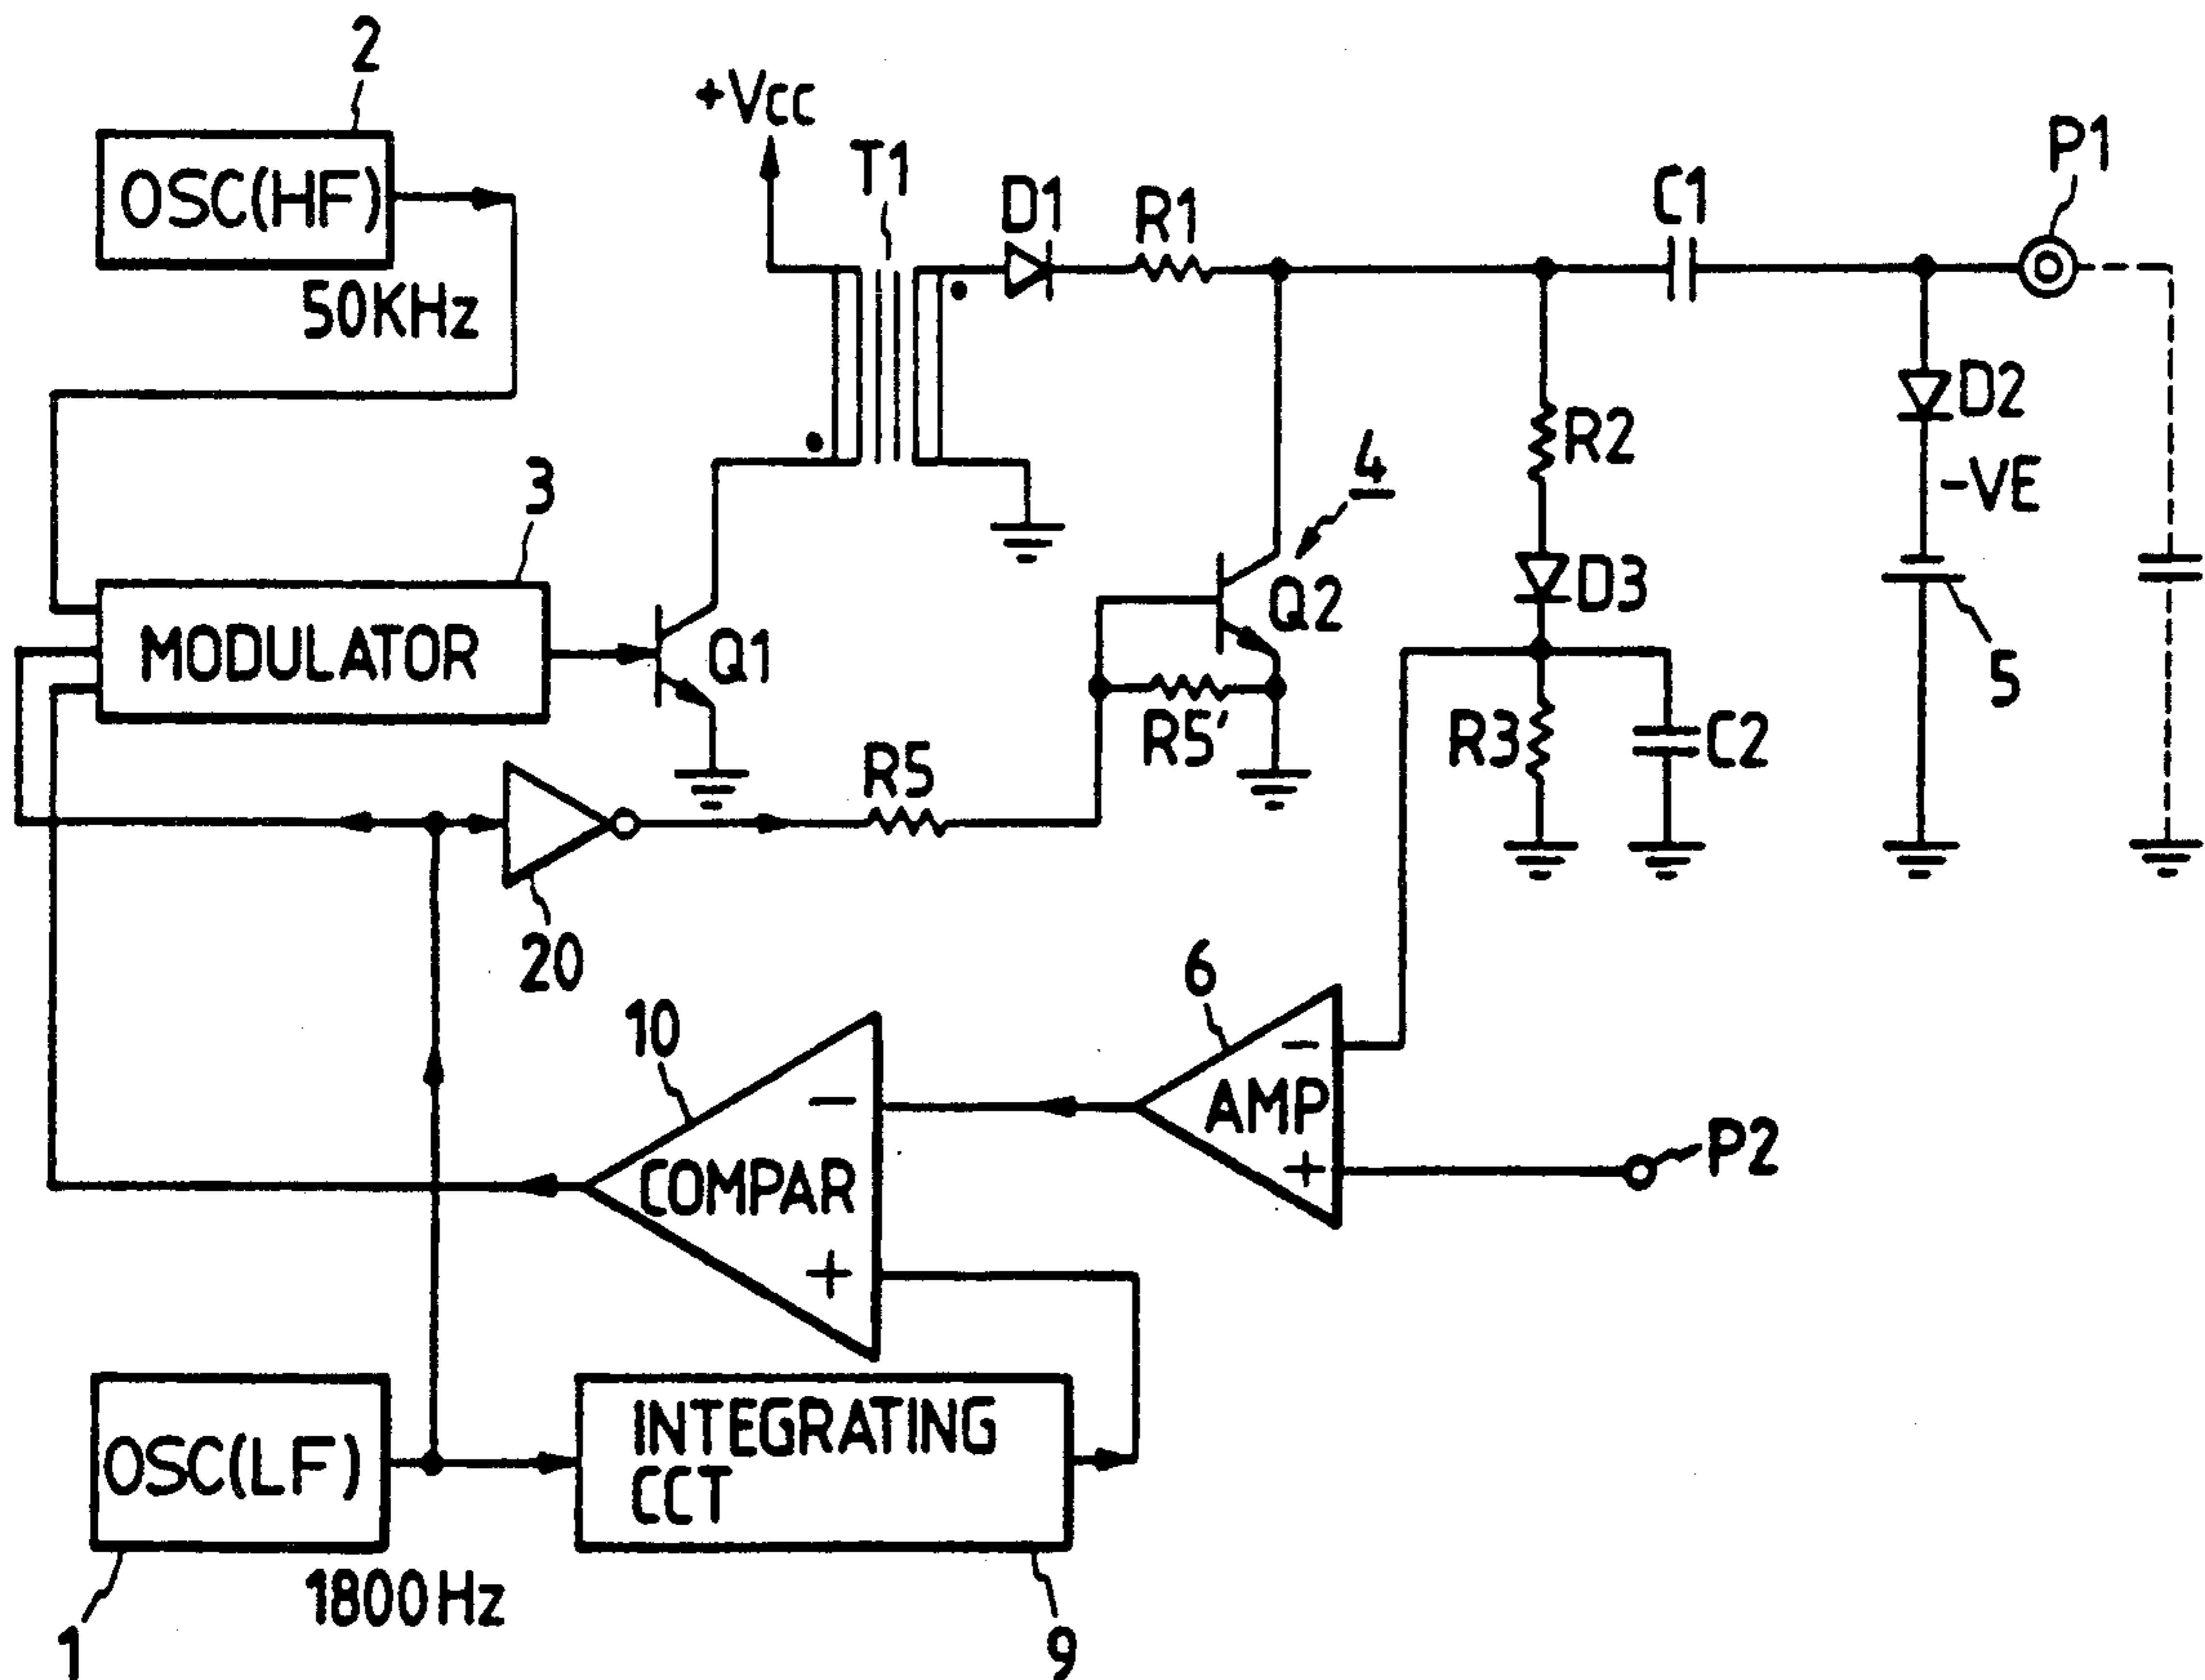 2
+Vcc
T1
P1
OSC(HF)
D1
R1
C1
50KHz
D2
R2
4
-VE
3
D3
Q2
MODULATOR
Q1
5
R5'
R3
C2
R5
20
6
10
-
-
AMP
P2
+
COMPAR
+
INTEGRATING
CCT
OSC(LF)
1800Hz
1
9